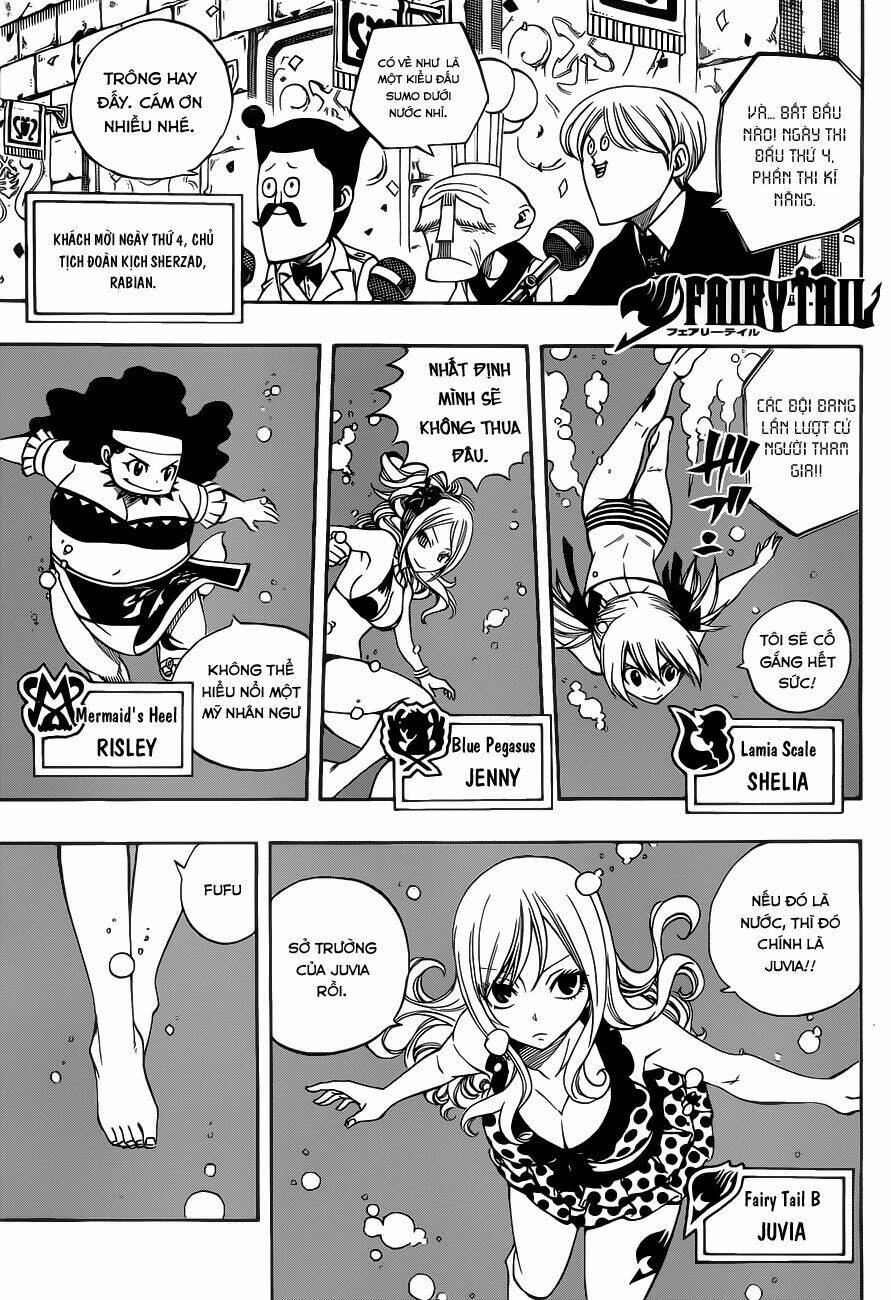 VÀ... BẮT ĐẦU
NÀO! NGÀY THI
ĐẤU THỨ 4,
PHẦN THI KĨ
NĂNG.
CÓ VẺ NHƯ LÀ
MỘT KIỂU ĐẤU
SUMO DƯỚI
NƯỚC NHỈ.
TRÔNG HAY
ĐẤY. CÁM ƠN
NHIỀU NHÉ.
KHÁCH MỜI NGÀY THỨ 4, CHỦ
TỊCH ĐOÀN KỊCH SHERZAD,
RABIAN.
FAIRY TAIL
フェアリーテイル
CÁC ĐỘI ĐANG
LẦN LƯỢT CỬ
NGƯỜI THAM
GIA!!
TÔI SẼ CỐ
GẮNG HẾT
SỨC!
Lamia Scale
SHELIA
NHẤT ĐỊNH
MÌNH SẼ
KHÔNG THUA
ĐÂU.
Blue Pegasus
JENNY
KHÔNG THỂ
HIỂU NỔI MỘT
MỸ NHÂN NGƯ
Mermaid's Heel
RISLEY
NẾU ĐÓ LÀ
NƯỚC, THÌ ĐÓ
CHÍNH LÀ
JUVIA!!
SỞ TRƯỜNG
CỦA JUVIA
RỒI.
Fairy Tail B
JUVIA
FUFU